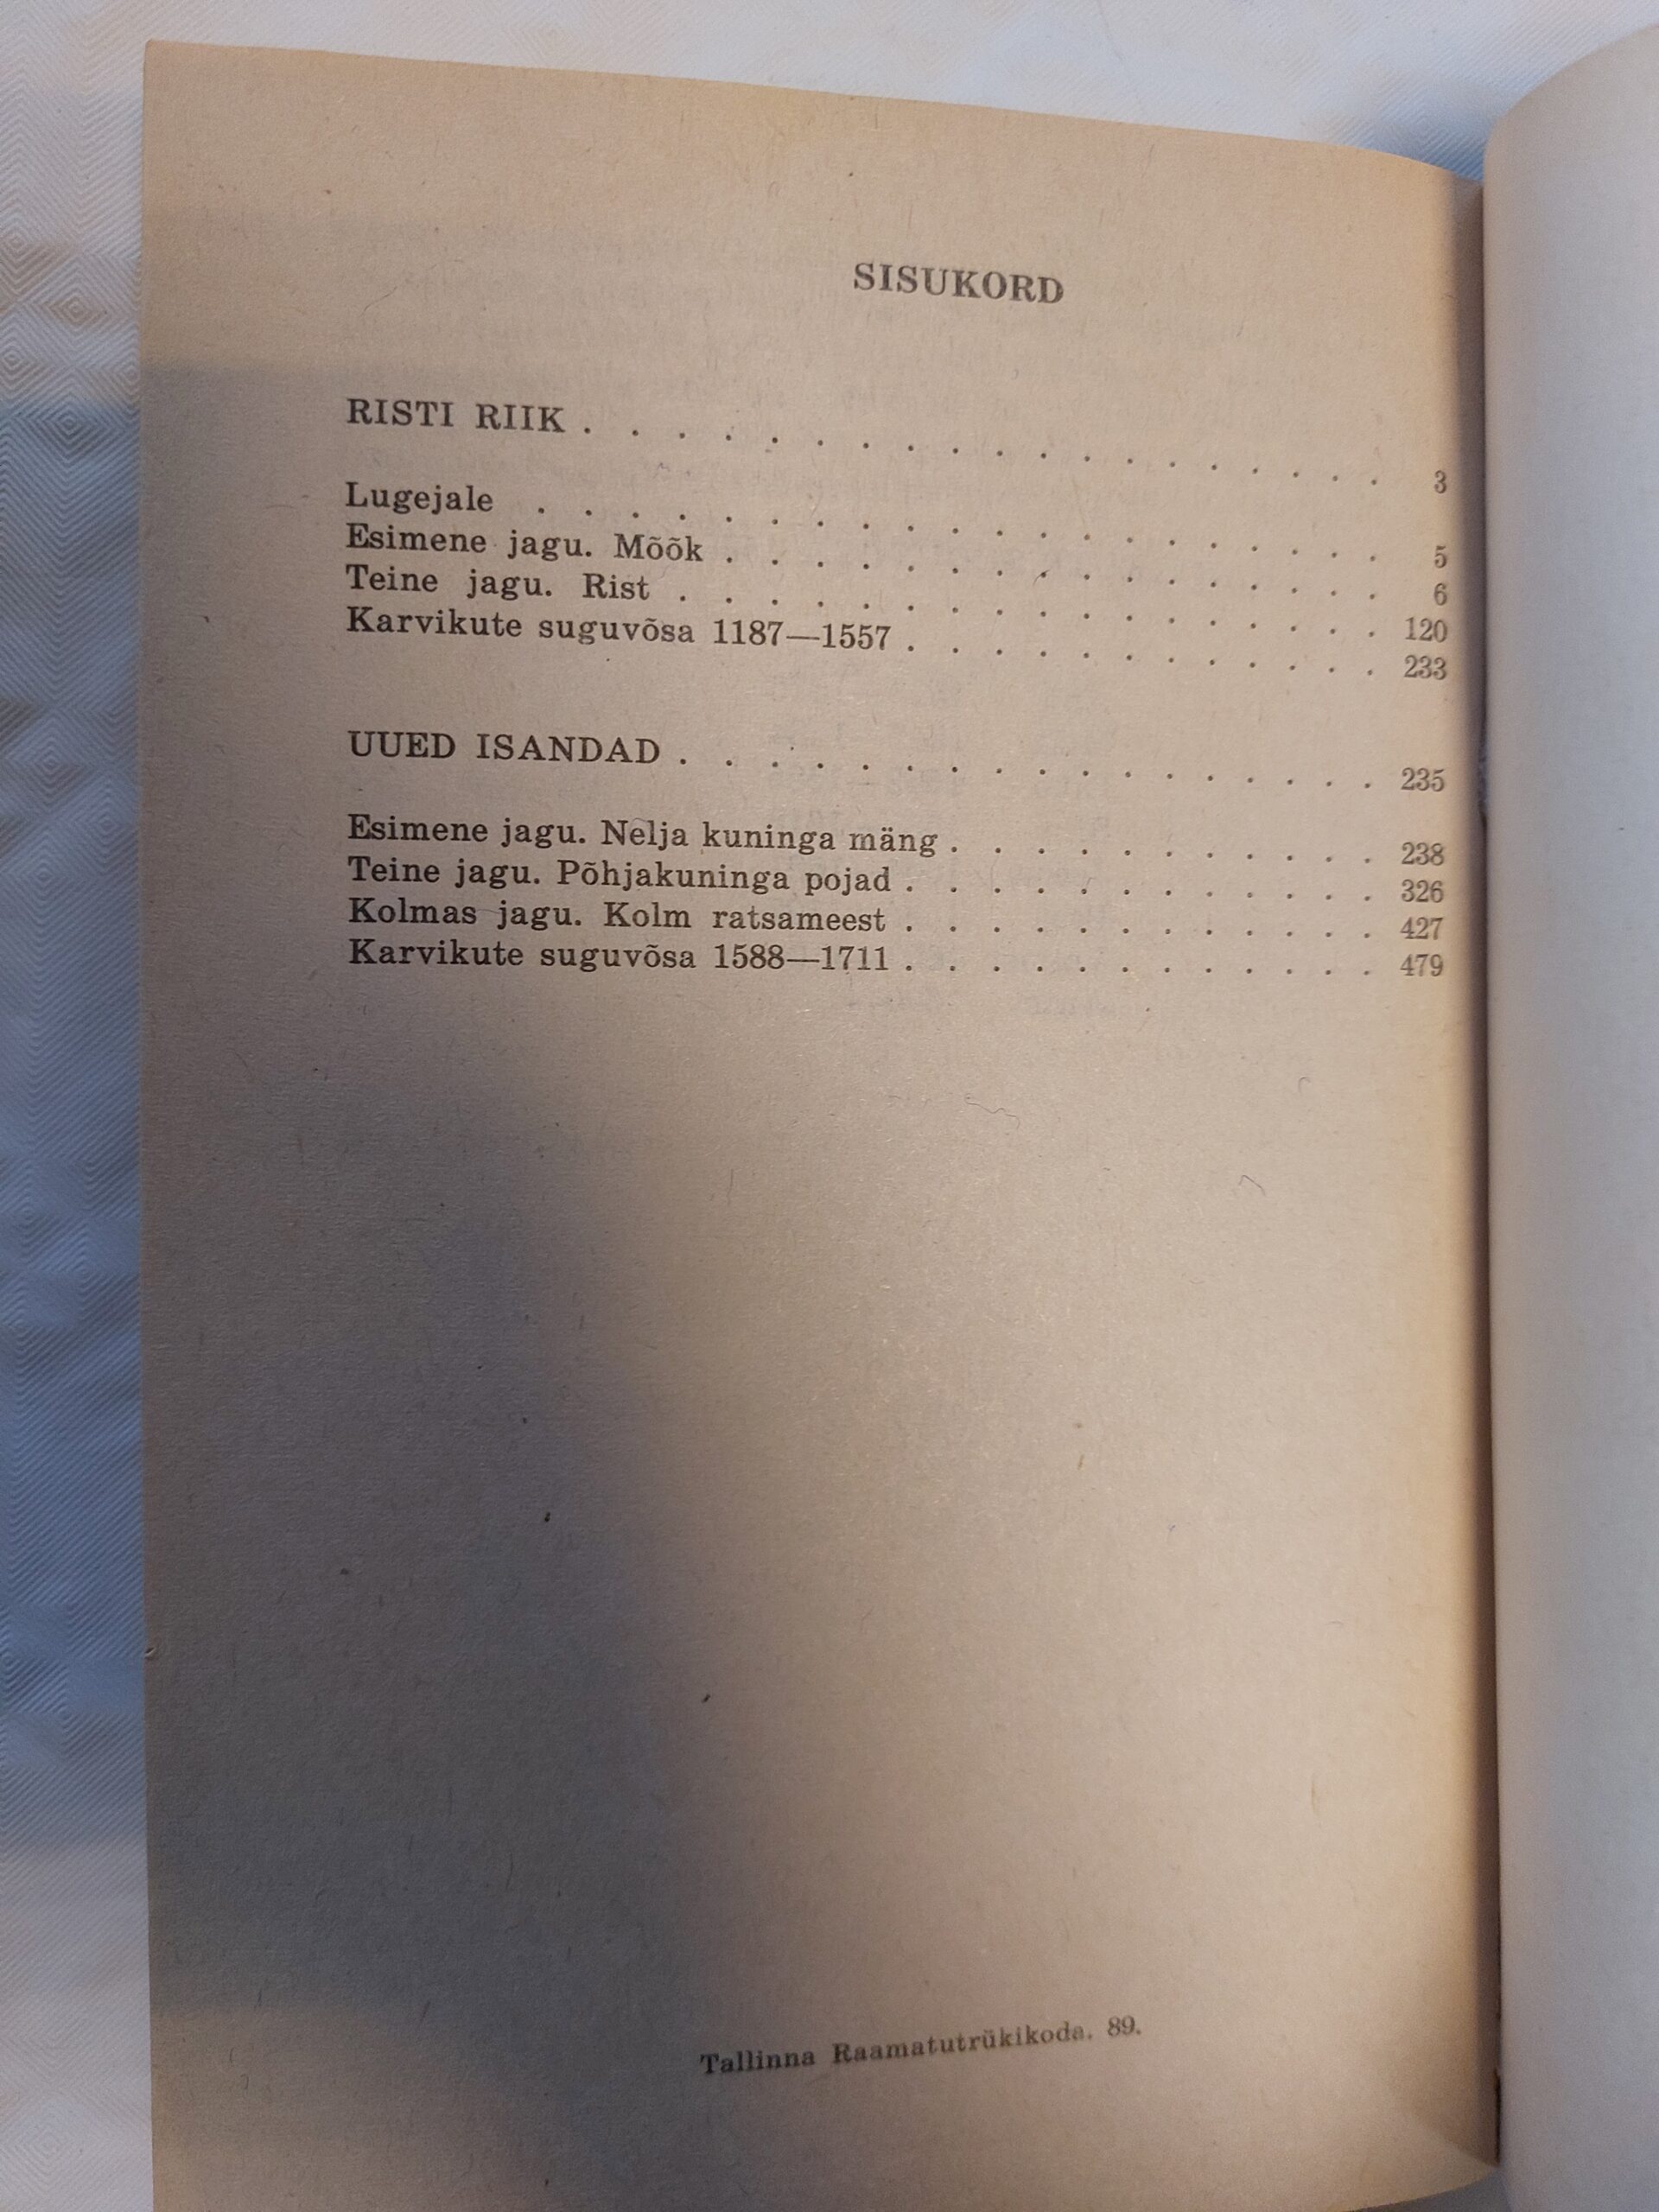 SISUKORD
RISTI RIIK . . . . . . . . . . . . . . . . . . . 3
Lugejale . . . . . . . . . . . . . . . . . . . . 5
Esimene jagu. Mõõk . . . . . . . . . . . . . . . . 6
Teine jagu. Rist . . . . . . . . . . . . . . . . . 120
Karvikute suguvõsa 1187—1557 . . . . . . . . . . . . 233
UUED ISANDAD . . . . . . . . . . . . . . . . . 235
Esimene jagu. Nelja kuninga mäng . . . . . . . . . . . 238
Teine jagu. Põhjakuninga pojad . . . . . . . . . . . . 326
Kolmas jagu. Kolm ratsameest . . . . . . . . . . . . 427
Karvikute suguvõsa 1588—1711 . . . . . . . . . . . . 479
Tallinna Raamatutrükikoda. 89.